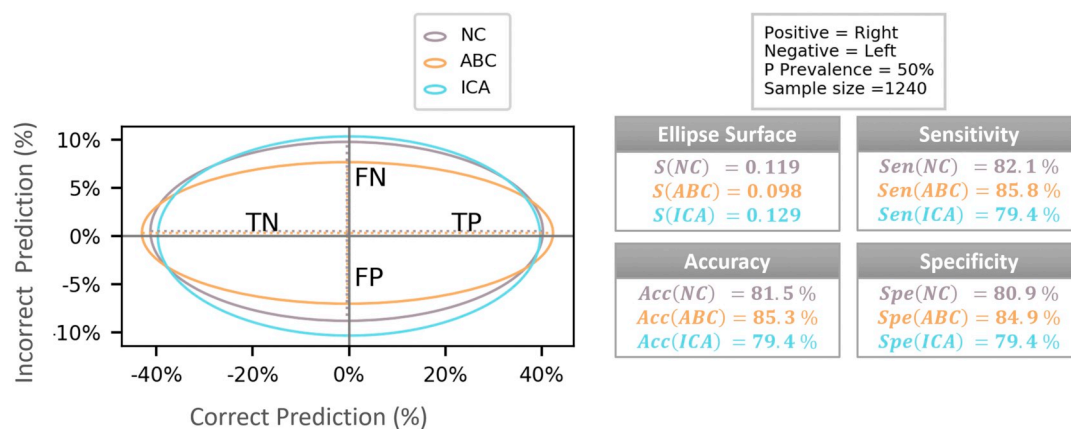 NC
ABC
ICA
Positive = Right
Negative = Left
P Prevalence = 50%
Sample size =1240
Incorrect Prediction (%)
10%
5%
0%
-5%
-10%
FN
TN
TP
FP
-40%
-20%
0%
20%
40%
Correct Prediction (%)
Ellipse Surface
S(NC) = 0.119
S(ABC) = 0.098
S(ICA) = 0.129
Sensitivity
Sen(NC) = 82.1 %
Sen(ABC) = 85.8 %
Sen(ICA) = 79.4 %
Accuracy
Acc(NC) = 81.5 %
Acc(ABC) = 85.3 %
Acc(ICA) = 79.4 %
Specificity
Spe(NC) = 80.9 %
Spe(ABC) = 84.9 %
Spe(ICA) = 79.4 %